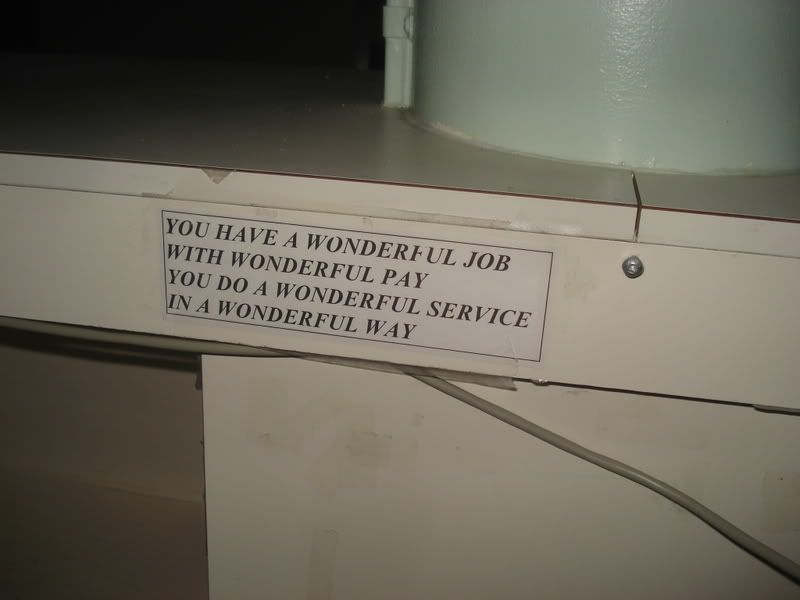 YOU HAVE A WONDERFUL JOB
WITH WONDERFUL PAY
YOU DO A WONDERFUL SERVICE
IN A WONDERFUL WAY